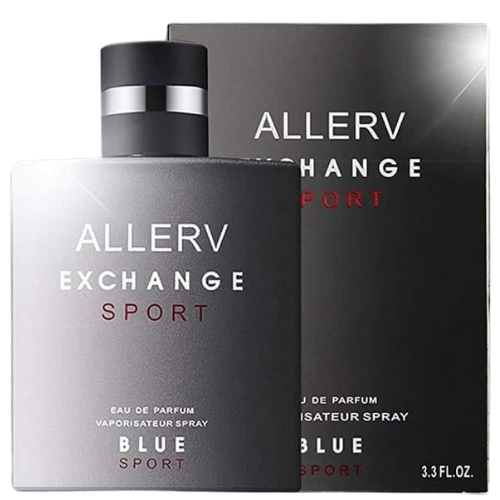 ALLERV
EXCHANGE
SPORT
EAU DE PARFUM
VAPORISATEUR SPRAY
BLUE
SPORT
ALLERV
EXCHANGE
SPORT
EAU DE PARFUM
VAPORISATEUR SPRAY
BLUE
SPORT
3.3 FL.OZ.